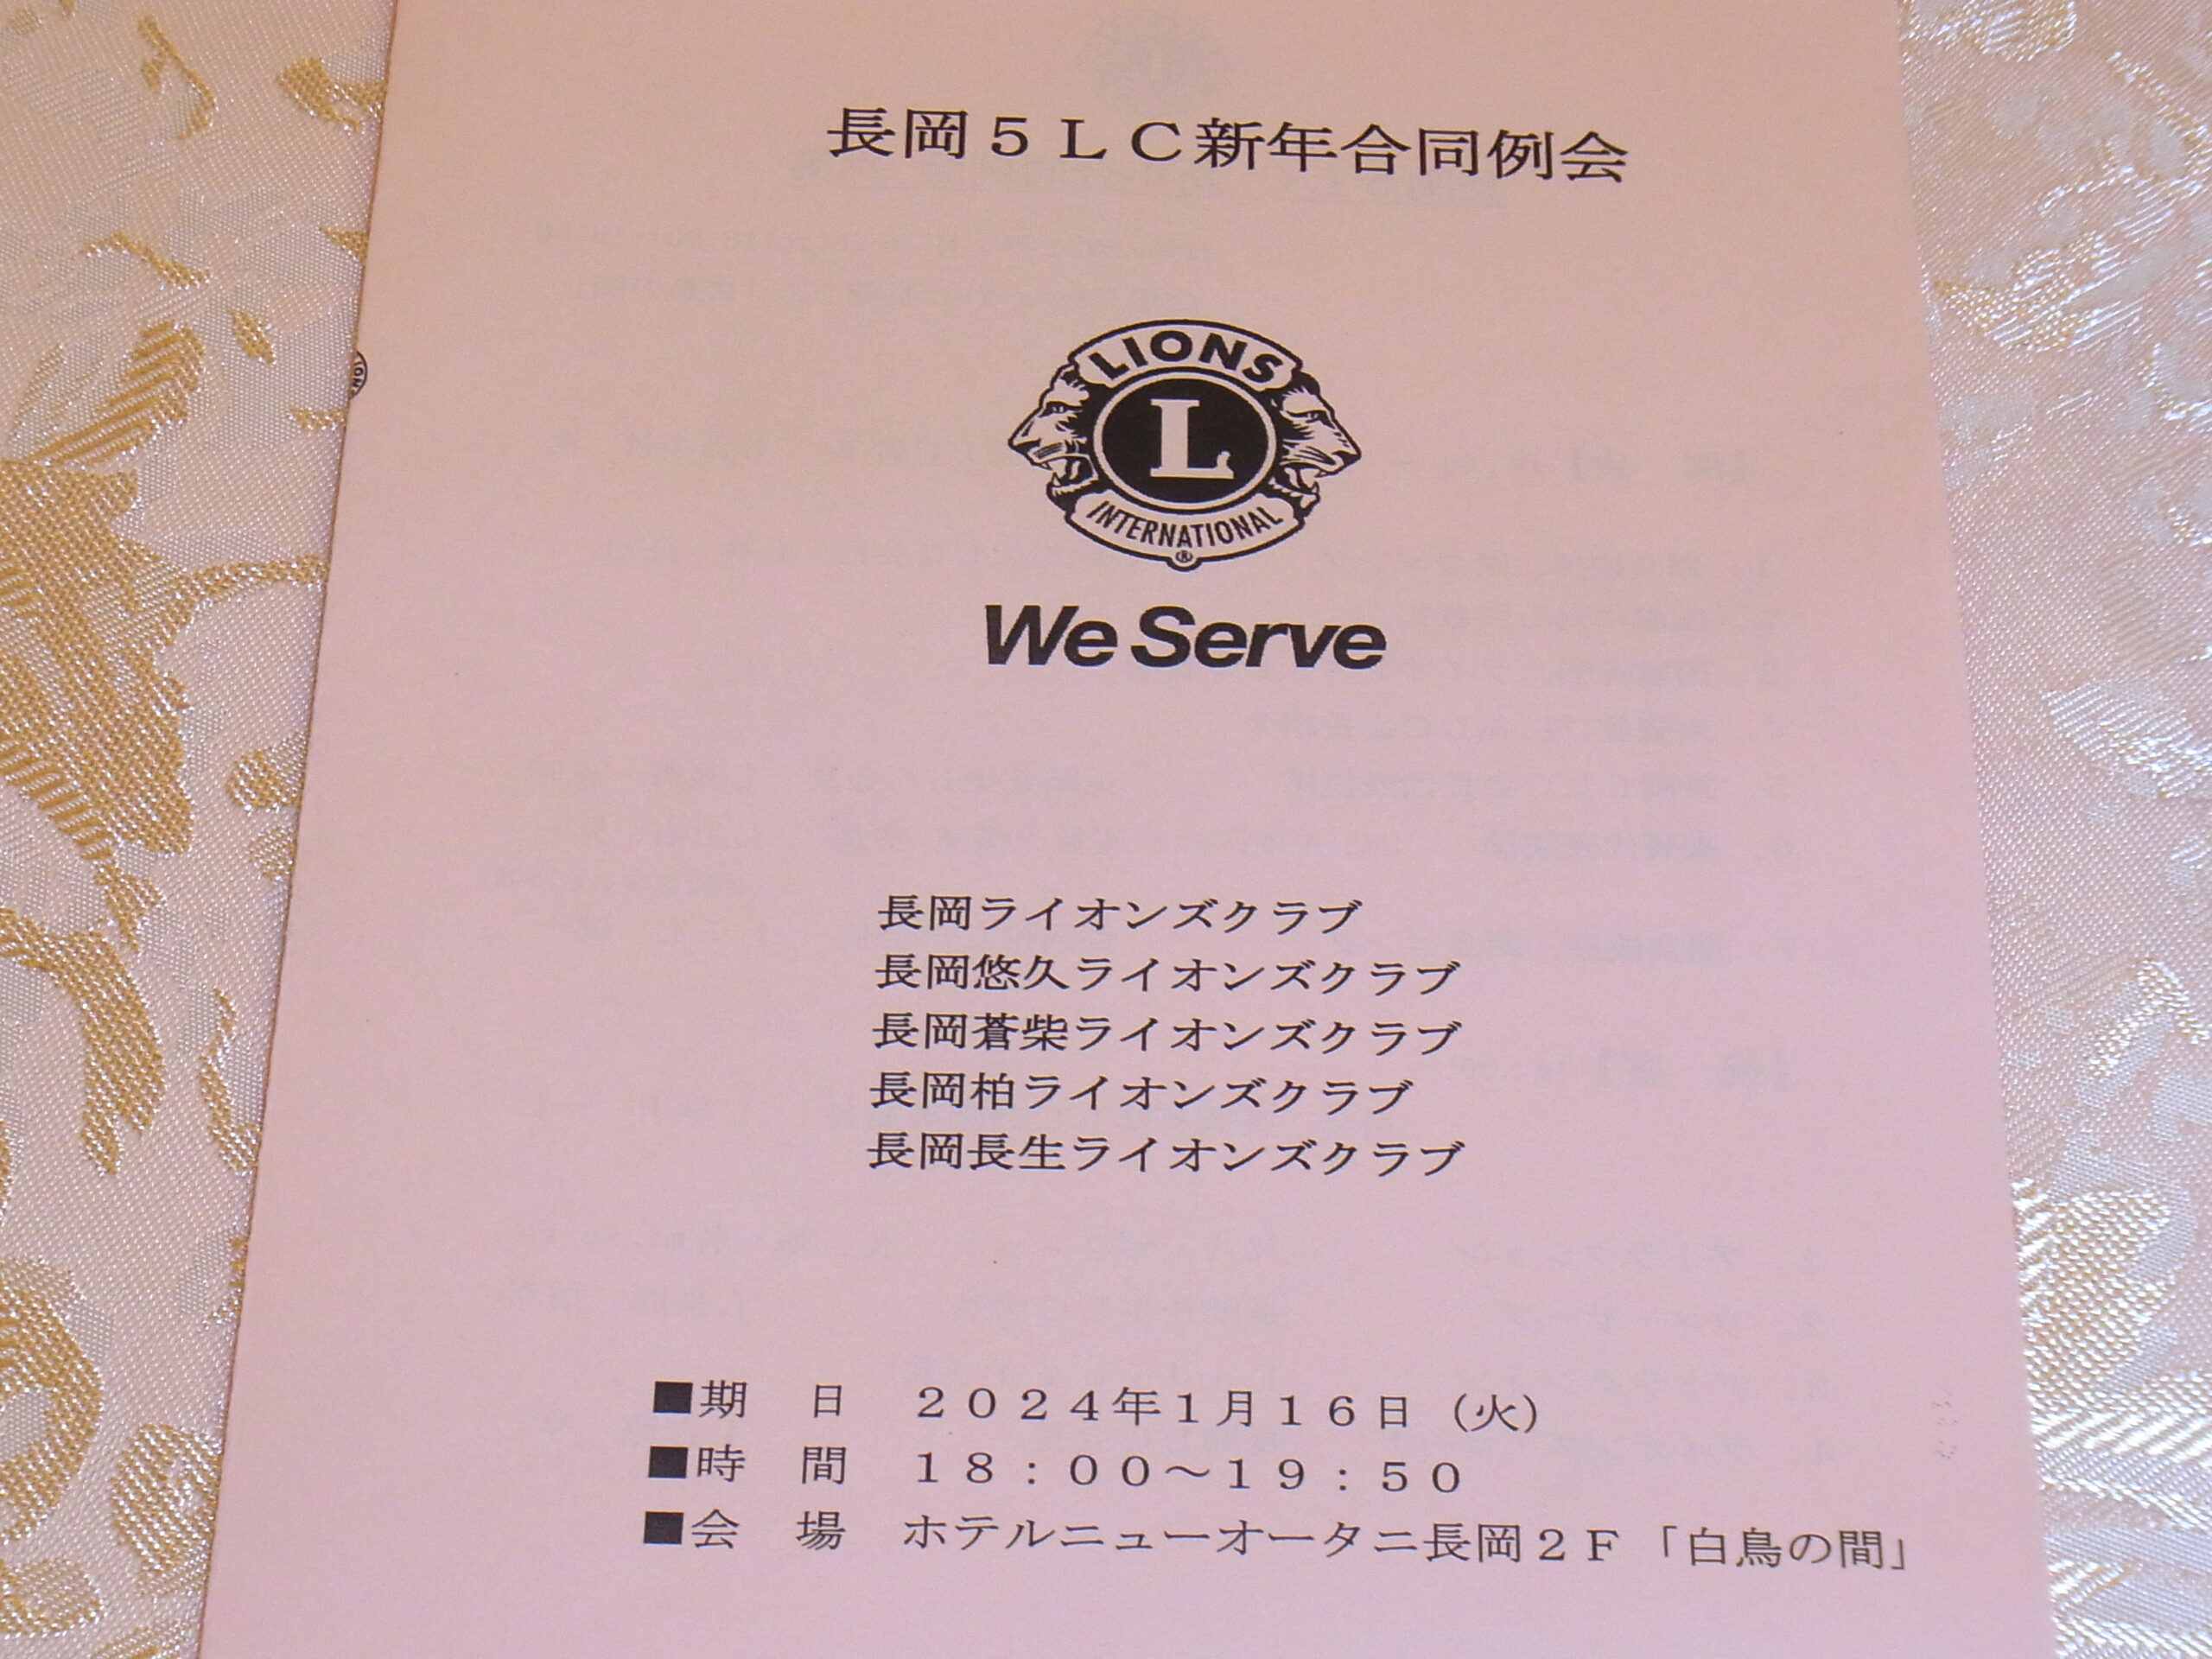 長岡５ＬＣ新年合同例会
LIONS
L
INTERNATIONAL
®
We Serve
長岡ライオンズクラブ
長岡悠久ライオンズクラブ
長岡蒼柴ライオンズクラブ
長岡柏ライオンズクラブ
長岡長生ライオンズクラブ
■期　日　２０２４年１月１６日（火）
■時　間　１８：００～１９：５０
■会　場　ホテルニューオータニ長岡２Ｆ「白鳥の間」